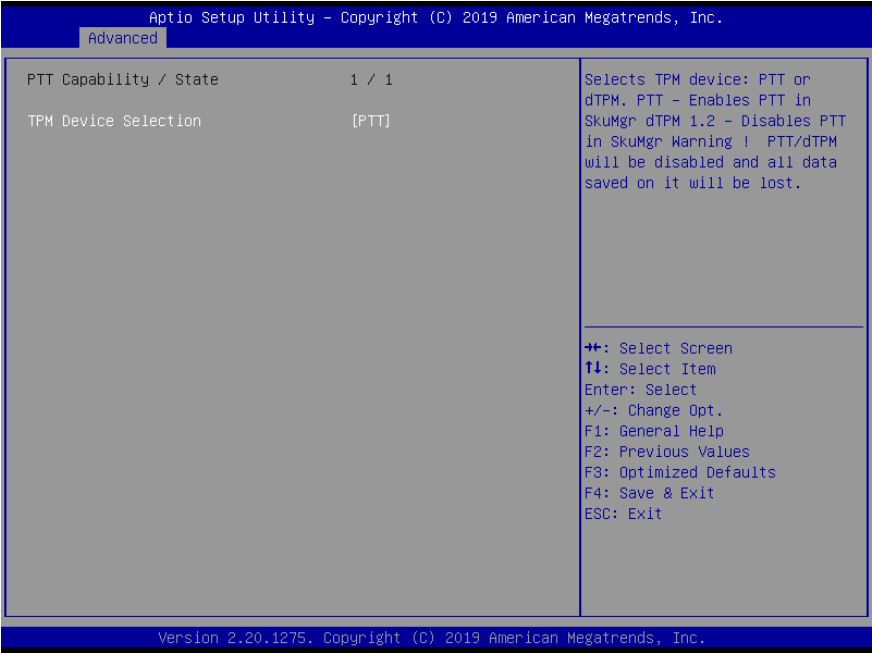 Aptio Setup Utility – Copyright (C) 2019 American Megatrends, Inc.
Advanced
PTT Capability / State 1 / 1
TPM Device Selection [PTT]
Selects TPM device: PTT or
dTPM. PTT – Enables PTT in
SkuMgr dTPM 1.2 – Disables PTT
in SkuMgr Warning ! PTT/dTPM
will be disabled and all data
saved on it will be lost.
→←: Select Screen
↑↓: Select Item
Enter: Select
+/-: Change Opt.
F1: General Help
F2: Previous Values
F3: Optimized Defaults
F4: Save & Exit
ESC: Exit
Version 2.20.1275. Copyright (C) 2019 American Megatrends, Inc.